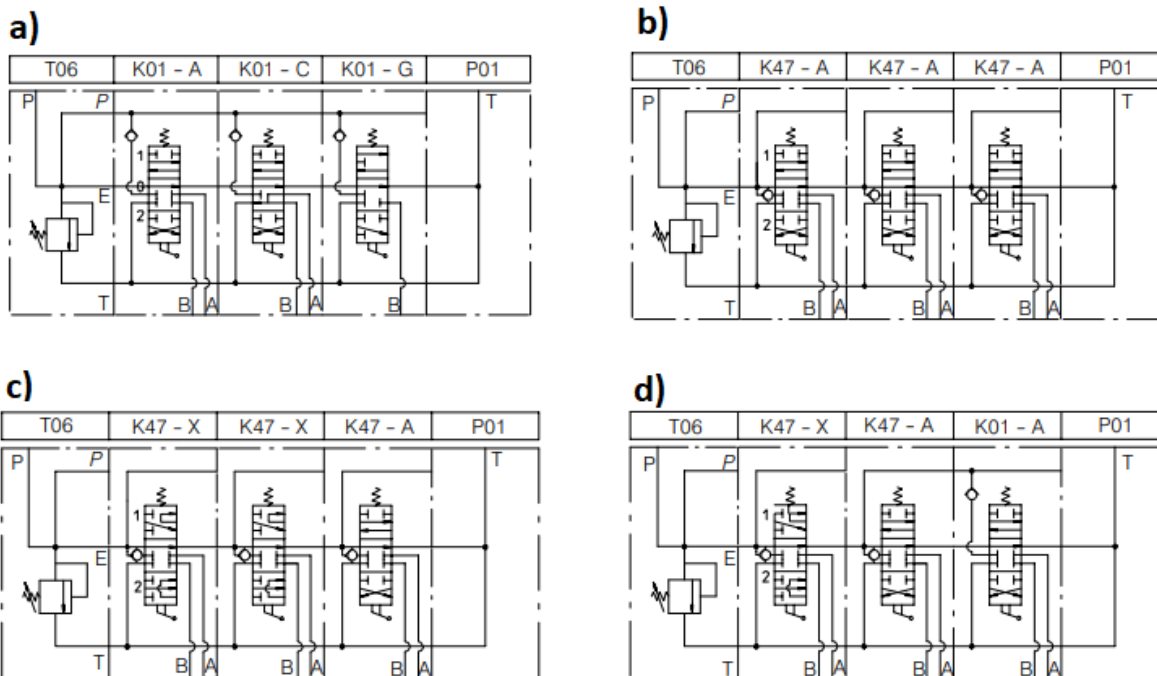 a)
T06 K01 - A K01 - C K01 - G P01
P P T
1
0
E
2
T B A B A B
b)
T06 K47 - A K47 - A K47 - A P01
P P T
1
E
2
T B A B A B A
c)
T06 K47 - X K47 - X K47 - A P01
P P T
1
E
2
T B A B A B A
d)
T06 K47 - X K47 - A K01 - A P01
P P T
1
E
2
T B A B A B A